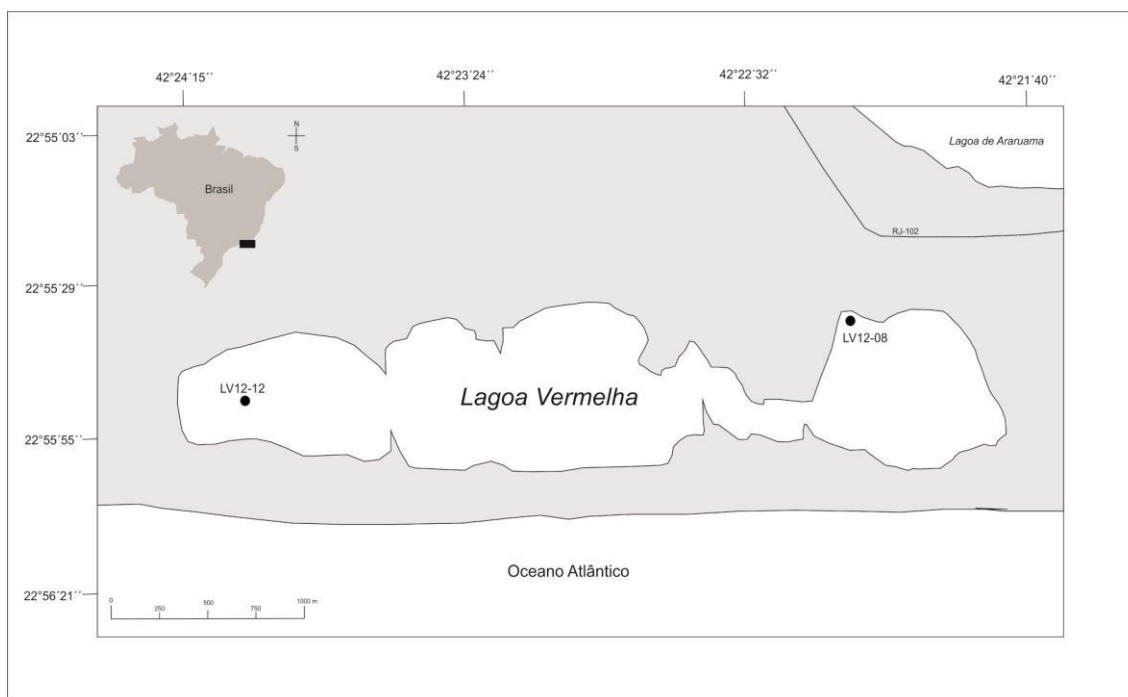 42°24´15´´ 42°23´24´´ 42°22´32´´ 42°21´40´´
22°55´03´´
N
S
Lagoa de Araruama
Brasil
RJ-102
22°55´29´´
LV12-08
LV12-12
Lagoa Vermelha
22°55´55´´
Oceano Atlântico
22°56´21´´
0 500 1000 m
250 750